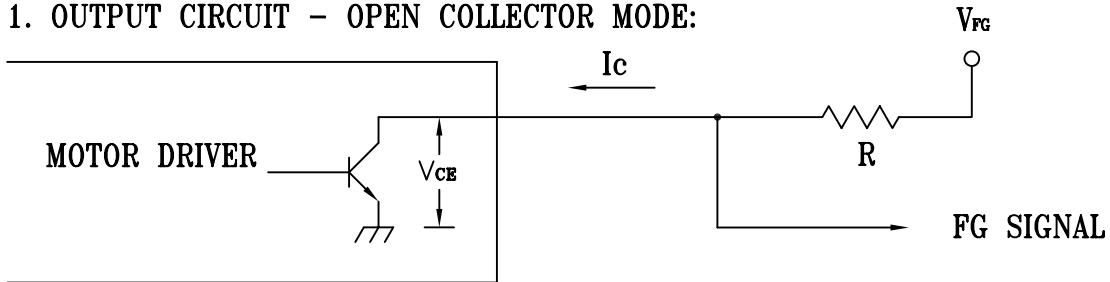 1. OUTPUT CIRCUIT - OPEN COLLECTOR MODE:
VFG
Ic
MOTOR DRIVER
VCE
R
FG SIGNAL